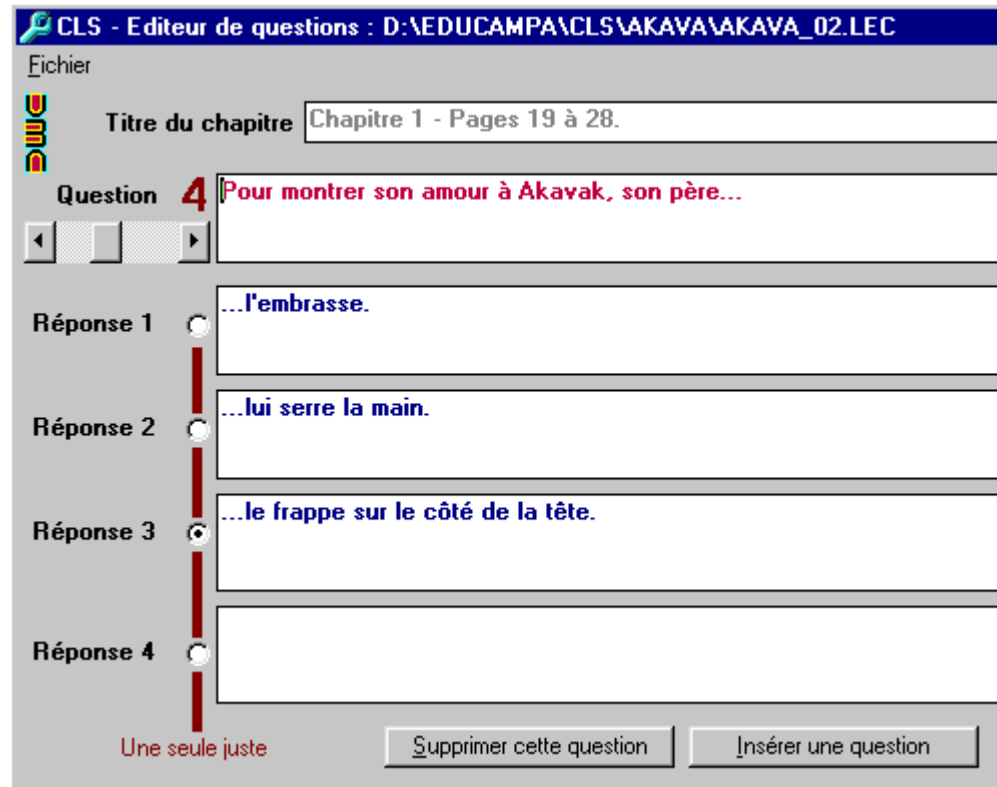 CLS - Editeur de questions : D:\EDUCAMPA\CLS\AKAVA\AKAVA_02.LEC
Fichier
Titre du chapitre Chapitre 1 - Pages 19 à 28.
Question 4 Pour montrer son amour à Akavak, son père...
Réponse 1 ...l'embrasse.
Réponse 2 ...lui serre la main.
Réponse 3 ...le frappe sur le côté de la tête.
Réponse 4
Une seule juste Supprimer cette question Insérer une question